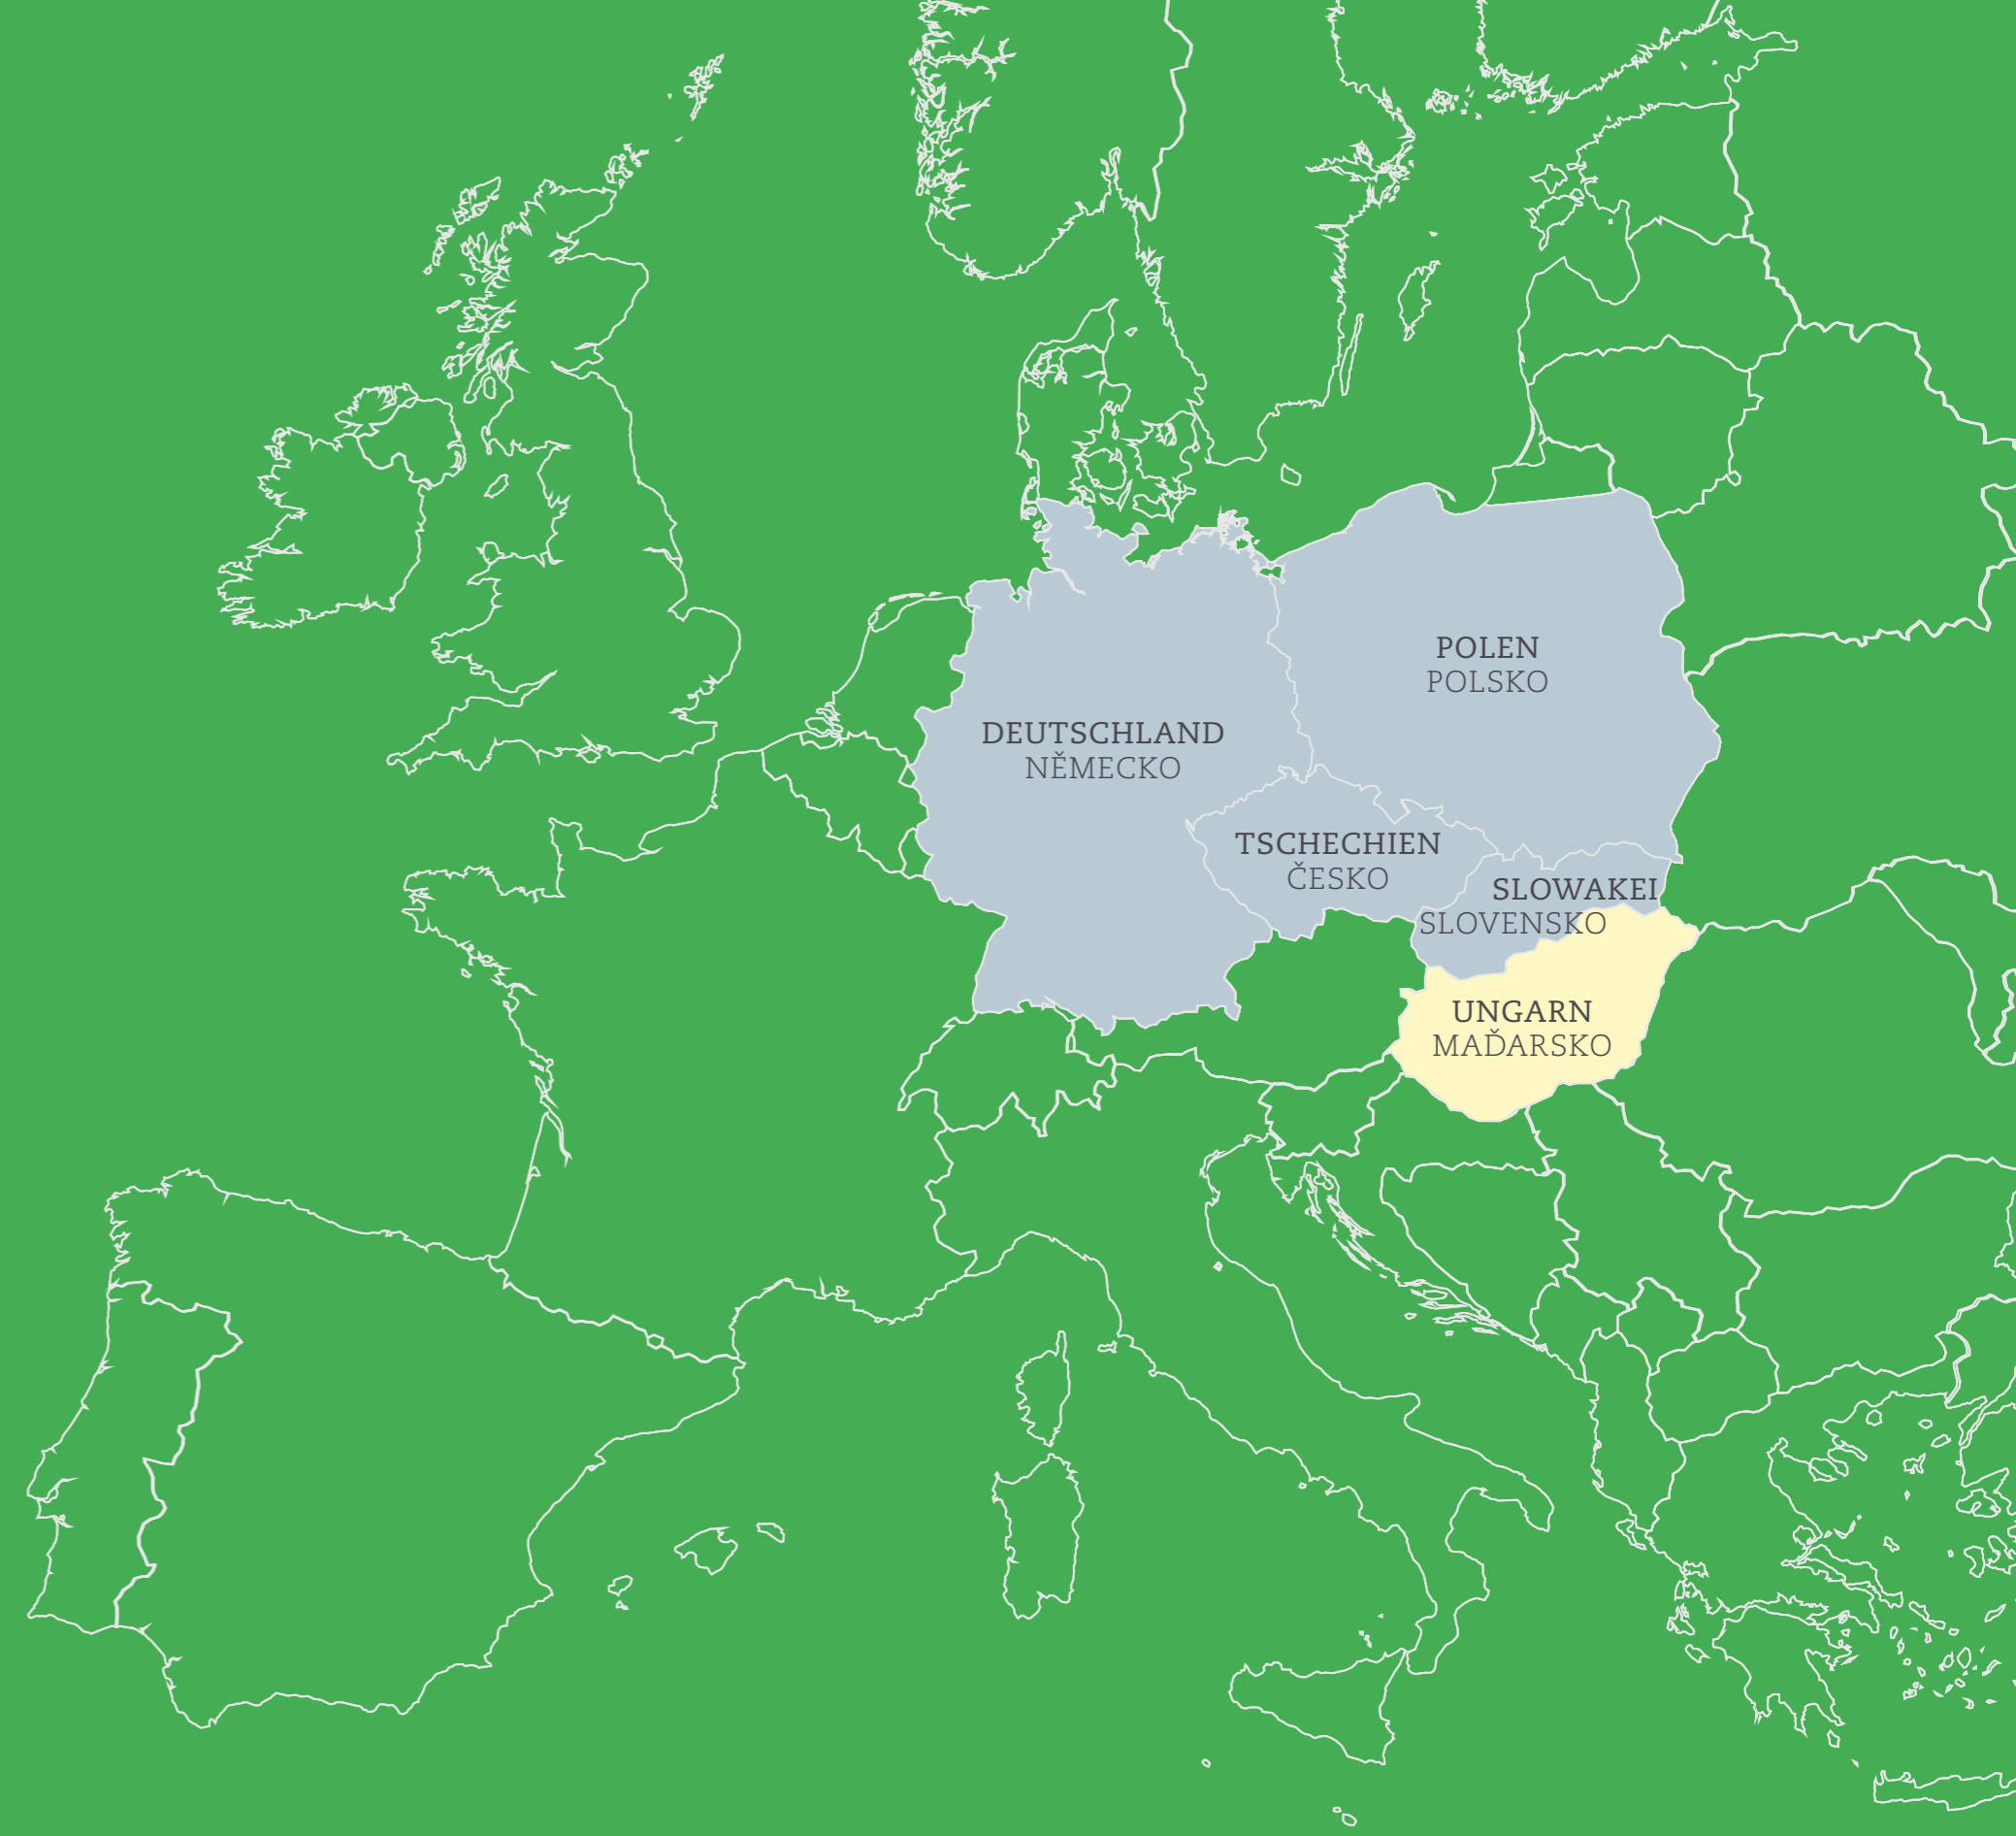 POLEN
POLSKO
DEUTSCHLAND
NĚMECKO
TSCHECHIEN
ČESKO
SLOWAKEI
SLOVENSKO
UNGARN
MAĎARSKO